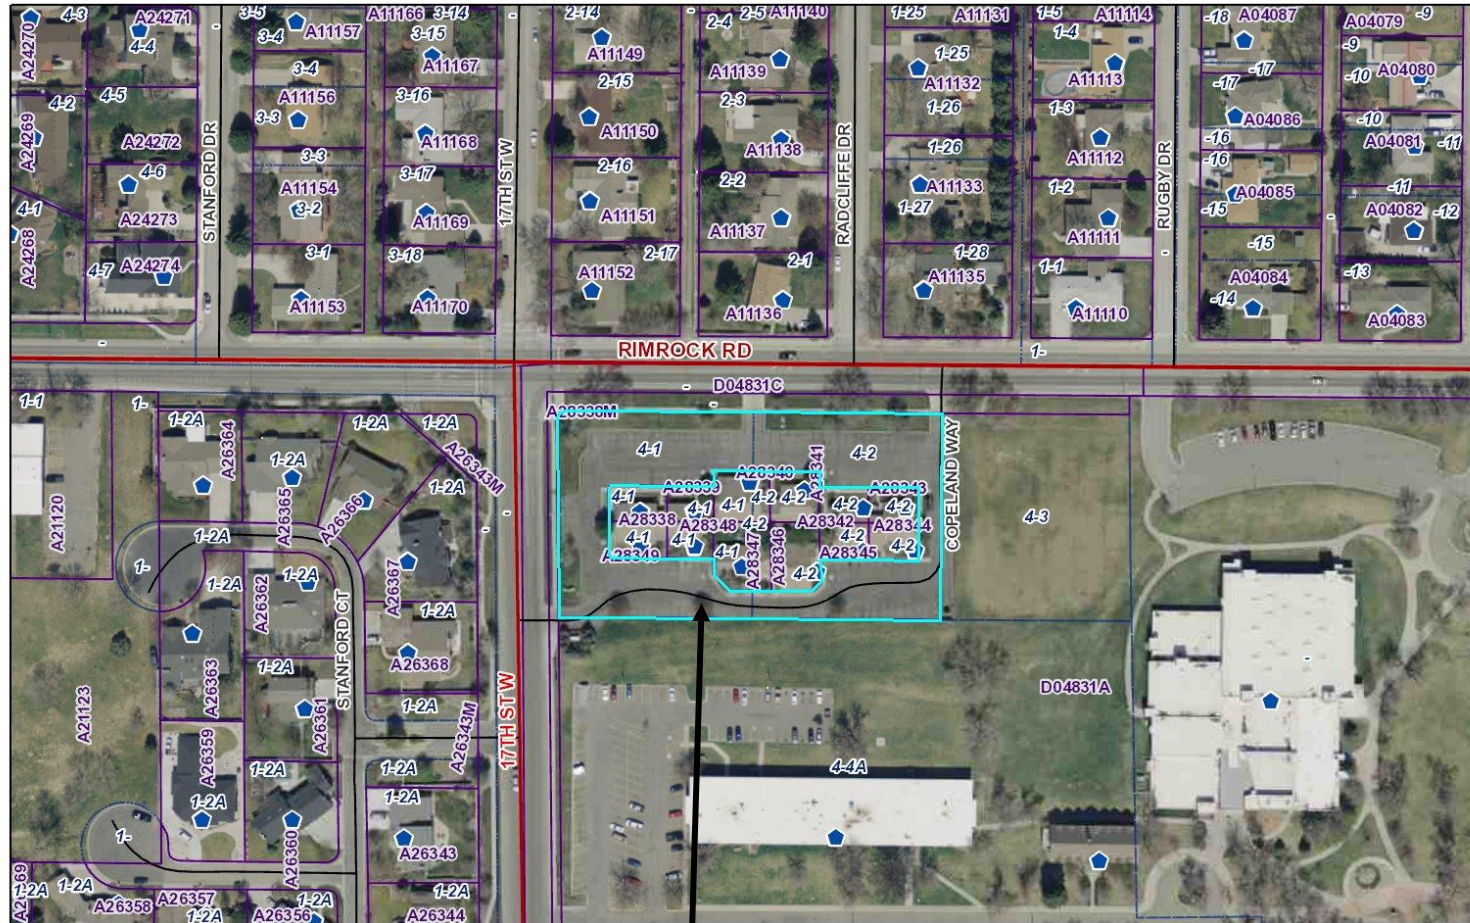 4-3
A24271
3-5
A11166
3-14
17TH ST W
2-14
2-4
2-5
A11140
1-25
A11131
1-5
A11114
-18
A04087
A04079
-9
A24270
4-4
3-4
A11157
3-15
A11167
A11149
A11139
1-25
A11132
1-4
A11113
-17
-9
A04080
4-2
4-5
3-4
A11156
3-16
2-15
2-3
-17
-10
A24269
A24272
3-3
A11168
A11150
A11138
1-26
1-3
A11112
A04086
-10
A04081
-11
STANFORD DR
4-6
3-3
3-17
2-16
2-2
RADCLIFFE DR
1-26
1-2
RUGBY DR
-16
-16
A04085
4-1
A24273
A11154
3-2
A11169
A11151
A11137
A11133
1-27
A11111
-15
-11
A04082
-12
A24268
4-7
A24274
3-1
3-18
2-17
2-1
1-28
1-1
-15
A04084
-13
A11153
A11170
A11152
A11136
A11135
A11110
-14
A04083
RIMROCK RD
1-
D04831C
1-1
1-
1-2A
1-2A
1-2A
A28330M
A26364
1-2A
A26365
A26366
1-2A
A26343M
4-1
4-2
COPELAND WAY
4-3
A21120
A28339
A28340
A28341
A28343
4-1
4-1
4-1
4-2
4-2
4-2
4-2
A28338
A28348
4-2
A28342
A28344
1-2A
4-1
4-1
4-1
4-2
4-2
A28349
A28347
A28346
A28345
1-
1-2A
A26362
A26367
STANFORD CT
A26363
1-2A
1-2A
A26368
A21123
A26361
1-2A
17TH ST W
D04831A
A26359
1-2A
1-2A
A26343M
4-4A
1-2A
1-
A26360
A26343
1-2A
A26358
A26357
1-2A
A26356
1-2A
A26344